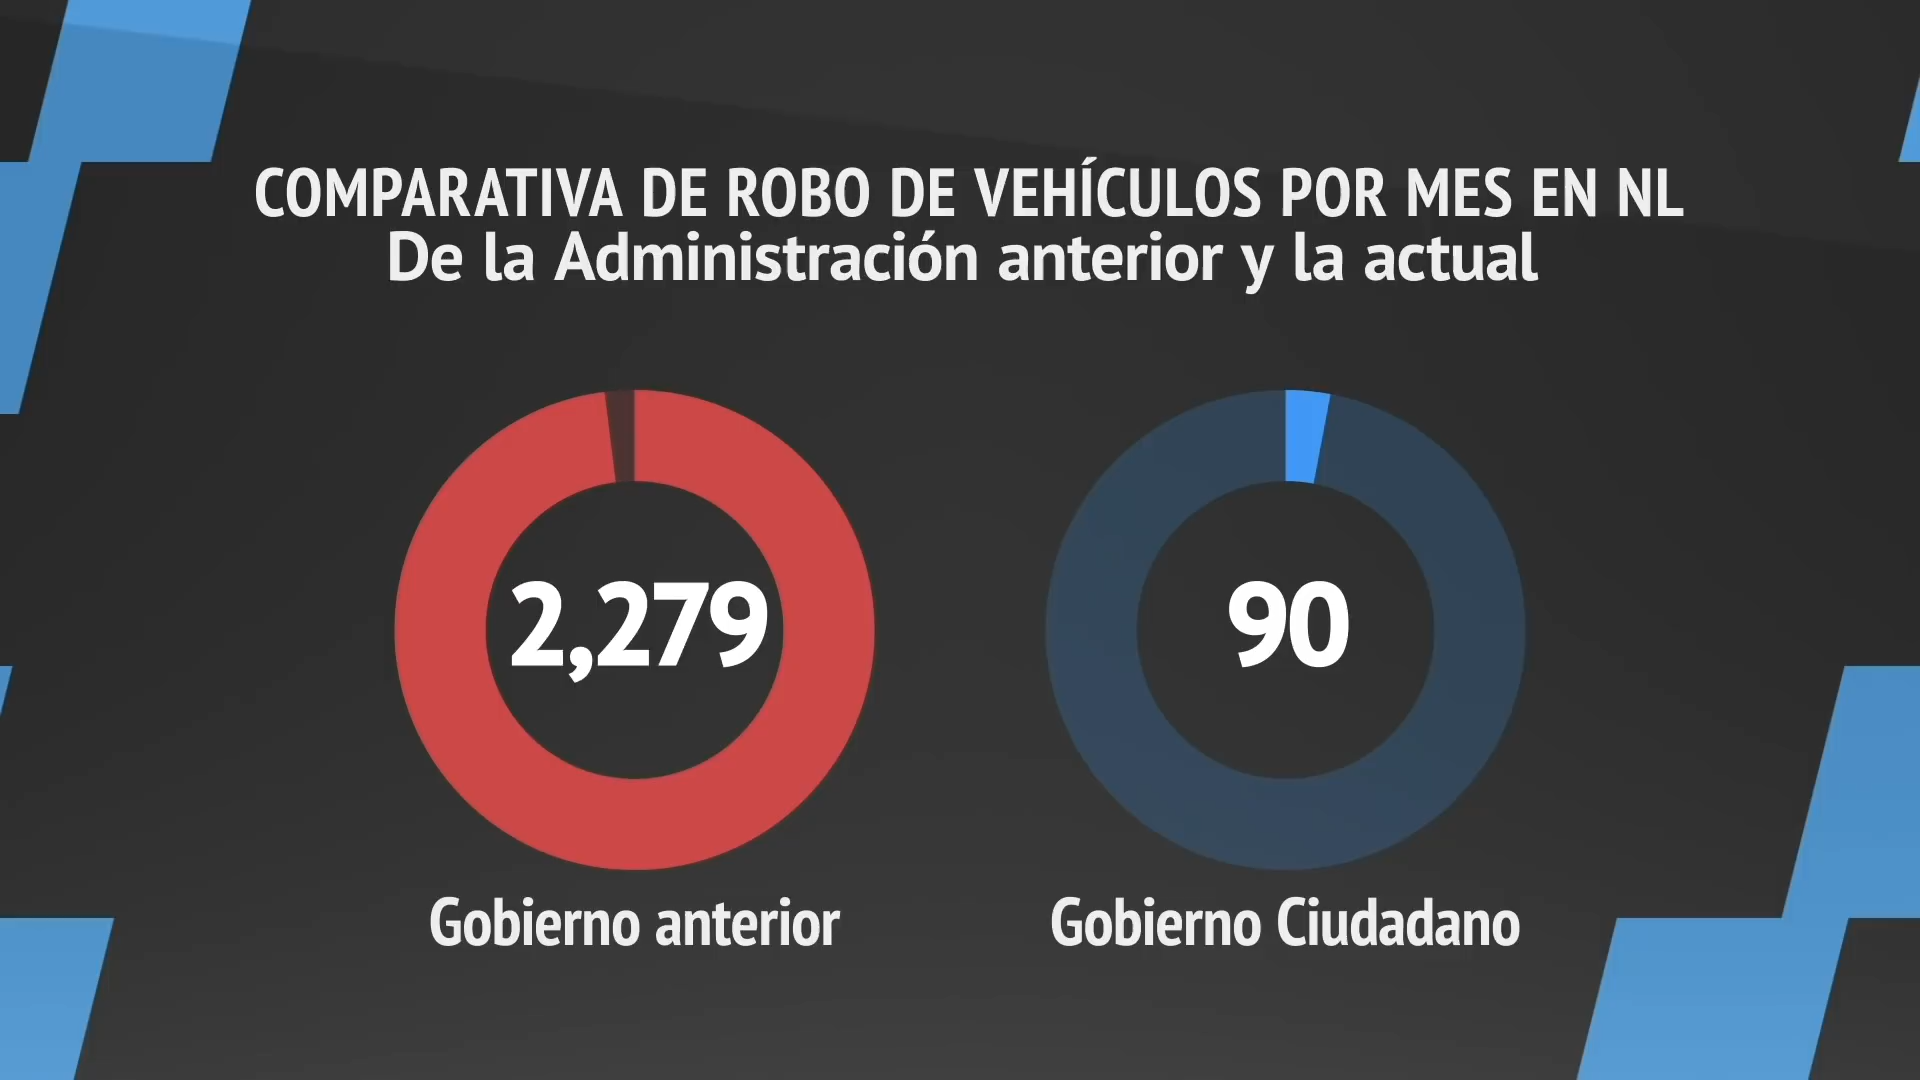 COMPARATIVA DE ROBO DE VEHÍCULOS POR MES EN NL
De la Administración anterior y la actual
2,279
90
Gobierno anterior
Gobierno Ciudadano